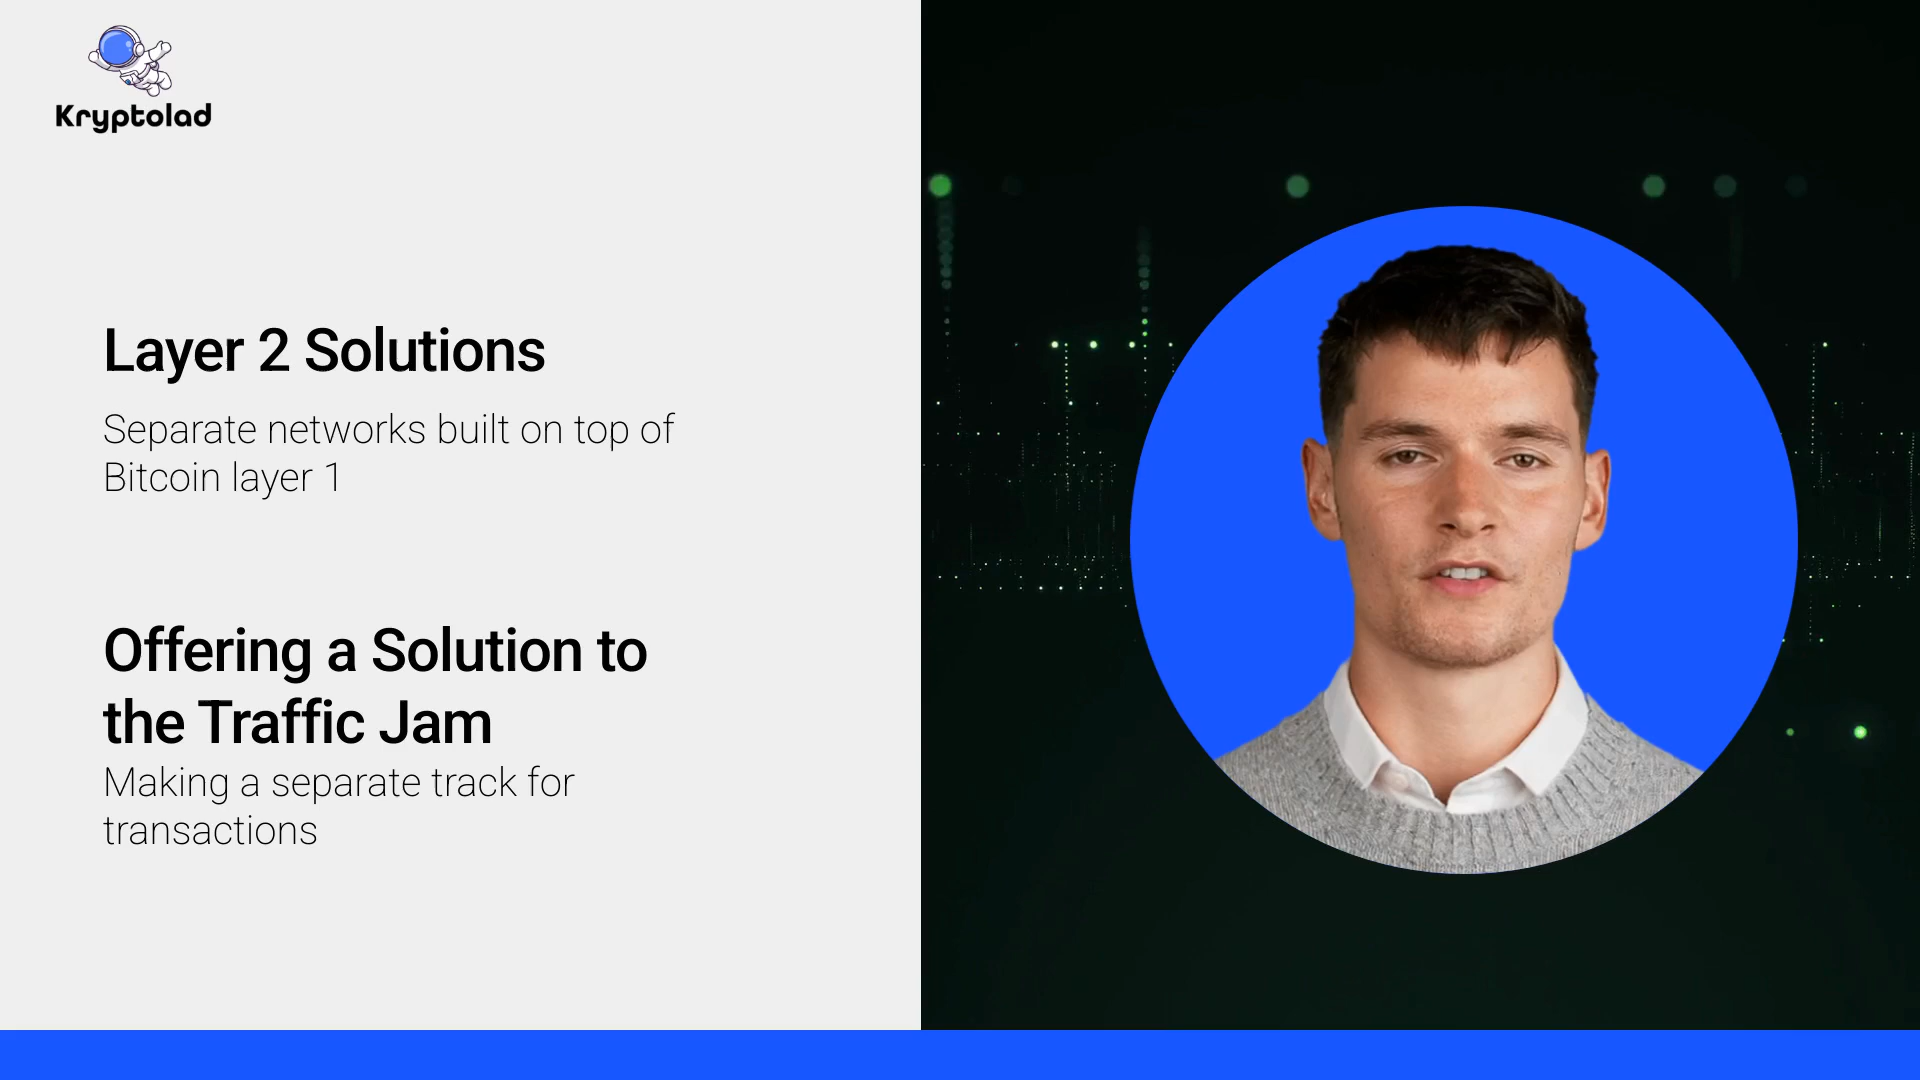 Kryptolad
Layer 2 Solutions
Separate networks built on top of
Bitcoin layer 1
Offering a Solution to
the Traffic Jam
Making a separate track for
transactions